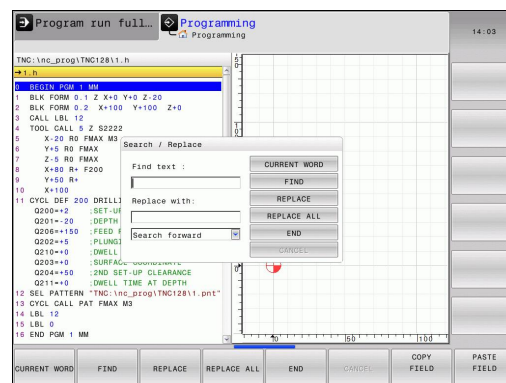 Program run full...
Programming
Programming
14:03
TNC:\nc_prog\TNC128\1.h
→1.h
0 BEGIN PGM 1 MM
1 BLK FORM 0.1 Z X+0 Y+0 Z-20
2 BLK FORM 0.2 X+100 Y+100 Z+0
3 CALL LBL 12
4 TOOL CALL 5 Z S2222
5 X-20 R0 FMAX M3
6 Y+5 R0 FMAX
7 Z-5 R0 FMAX
8 X+80 R+ F200
9 Y+50 R+
10 X+100
11 CYCL DEF 200 DRILLI
Q200=+2 ;SET-UP
Q201=-20 ;DEPTH
Q206=+150 ;FEED R
Q202=+5 ;PLUNGI
Q210=+0 ;DWELL
Q203=+0 ;SURFACE COORDINATE
Q204=+50 ;2ND SET-UP CLEARANCE
Q211=+0 ;DWELL TIME AT DEPTH
12 SEL PATTERN "TNC:\nc_prog\TNC128\1.pnt"
13 CYCL CALL PAT FMAX M3
14 LBL 12
15 LBL 0
16 END PGM 1 MM
Search / Replace
Find text :
Replace with:
Search forward
CURRENT WORD
FIND
REPLACE
REPLACE ALL
END
CANCEL
0
50
100
CURRENT WORD
FIND
REPLACE
REPLACE ALL
END
CANCEL
COPY FIELD
PASTE FIELD